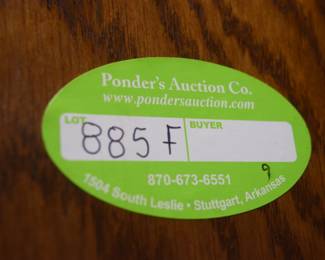 Ponder's Auction Co.
www.pondersauction.com
LOT BUYER
885F
870-673-6551
9
1504 South Leslie • Stuttgart, Arkansas